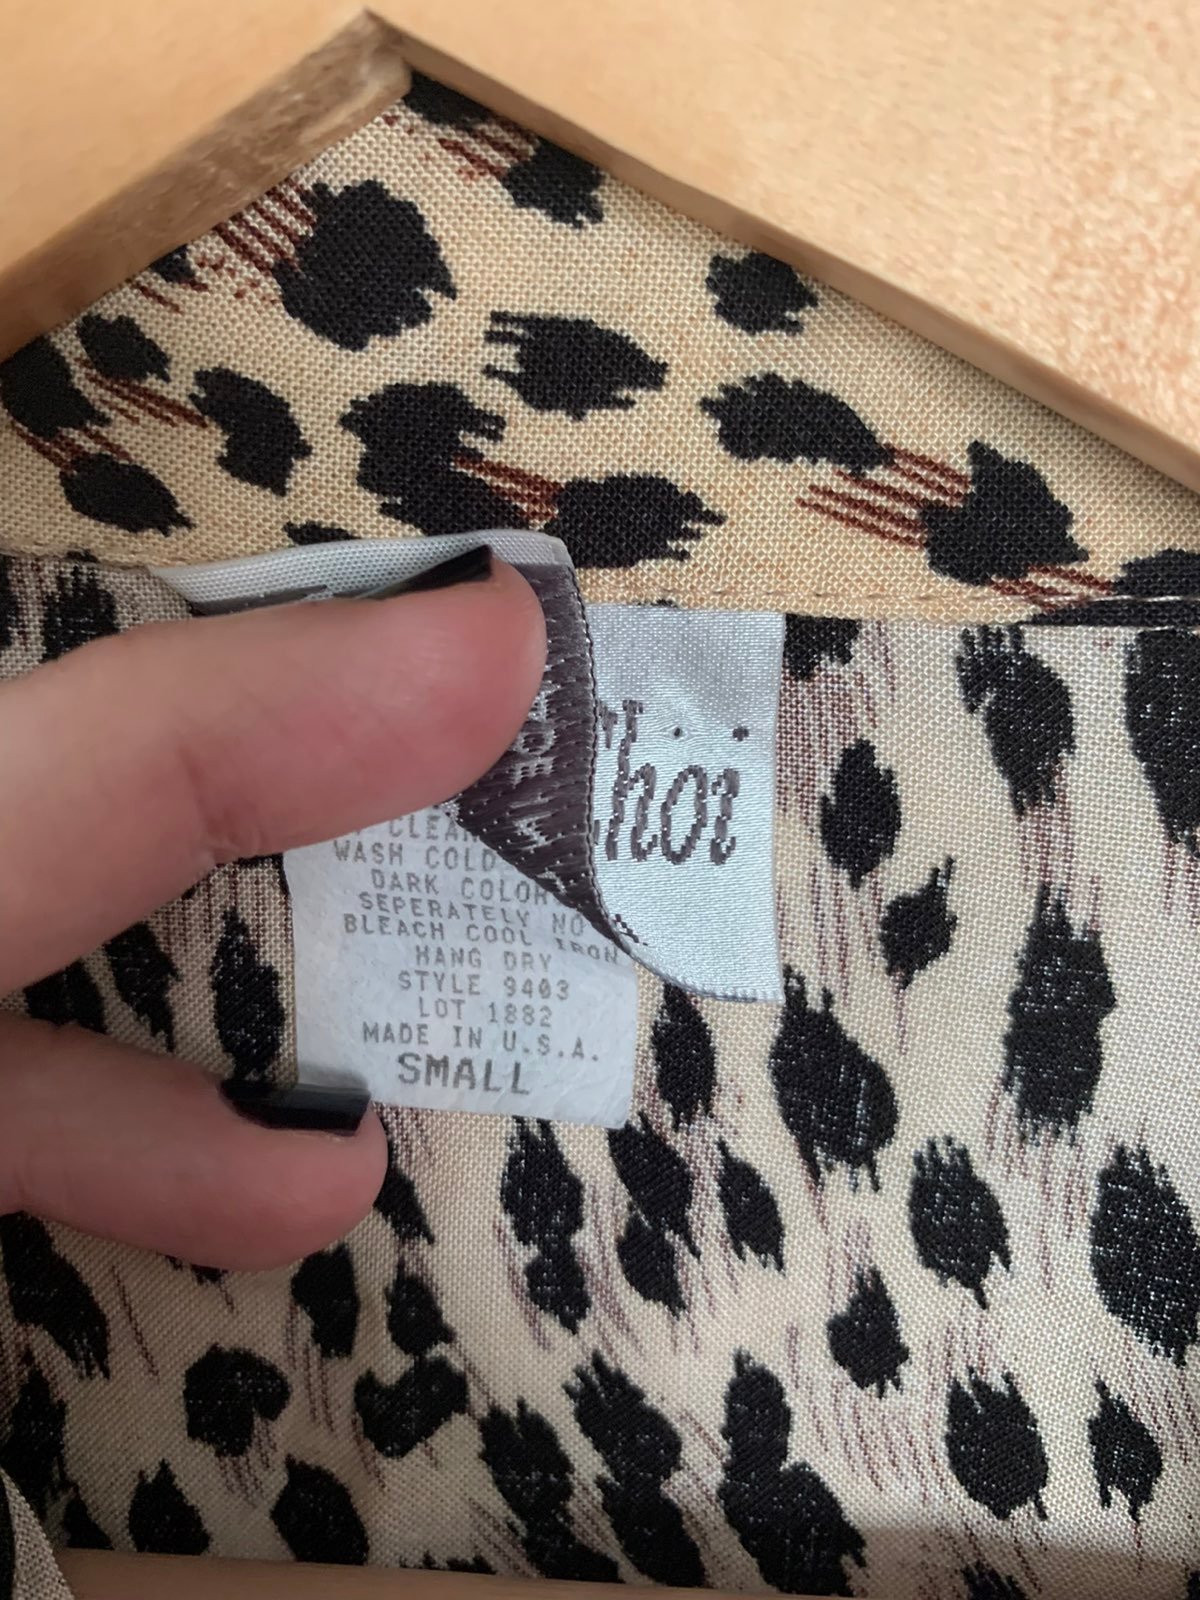 hoi
CLEAR
WASH COLD
DARK COLOR
SEPERATELY NO
BLEACH COOL IRON
HANG DRY
STYLE 9403
LOT 1882
MADE IN U.S.A.
SMALL